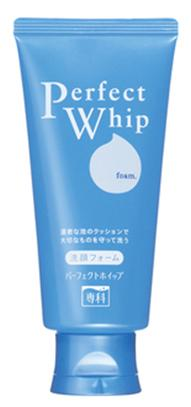 Perfect
Whip
foam.
濃密な泡のクッションで
大切なものを守って洗う
洗顔フォーム
パーフェクトホイップ
専科